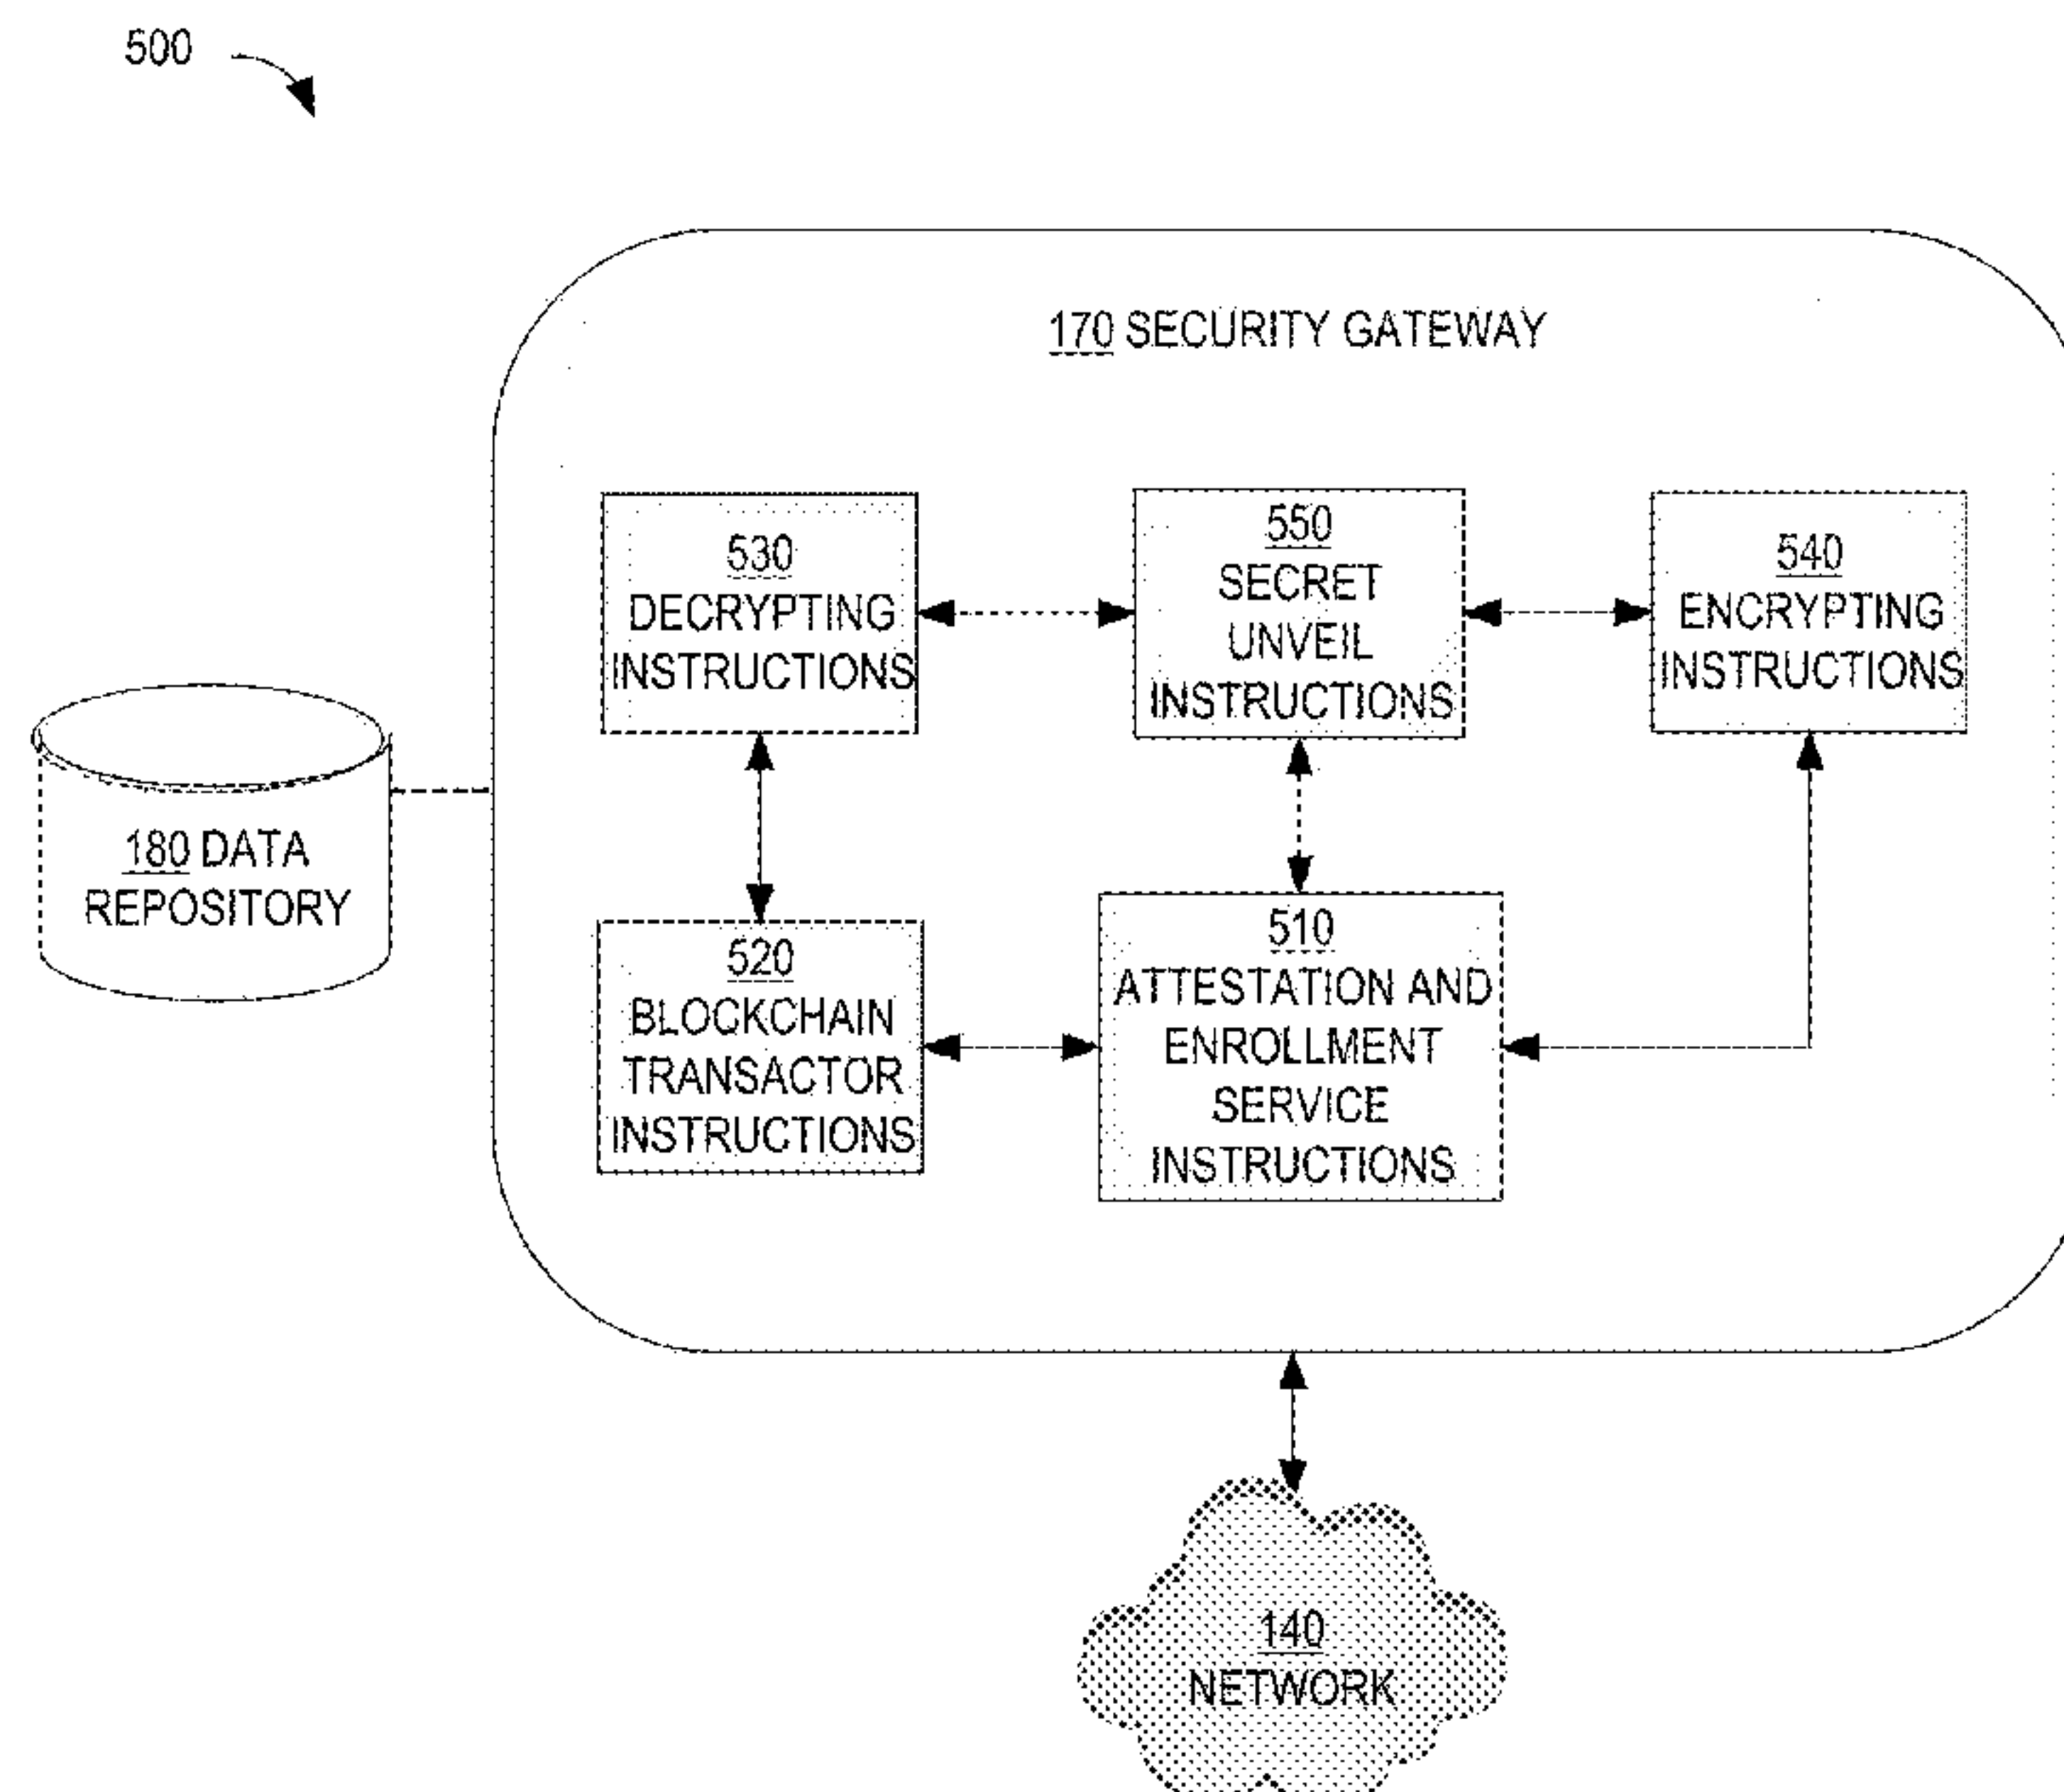 500
170 SECURITY GATEWAY
530
DECRYPTING
INSTRUCTIONS
550
SECRET
UNVEIL
INSTRUCTIONS
540
ENCRYPTING
INSTRUCTIONS
180 DATA
REPOSITORY
520
BLOCKCHAIN
TRANSACTOR
INSTRUCTIONS
510
ATTESTATION AND
ENROLLMENT
SERVICE
INSTRUCTIONS
140
NETWORK